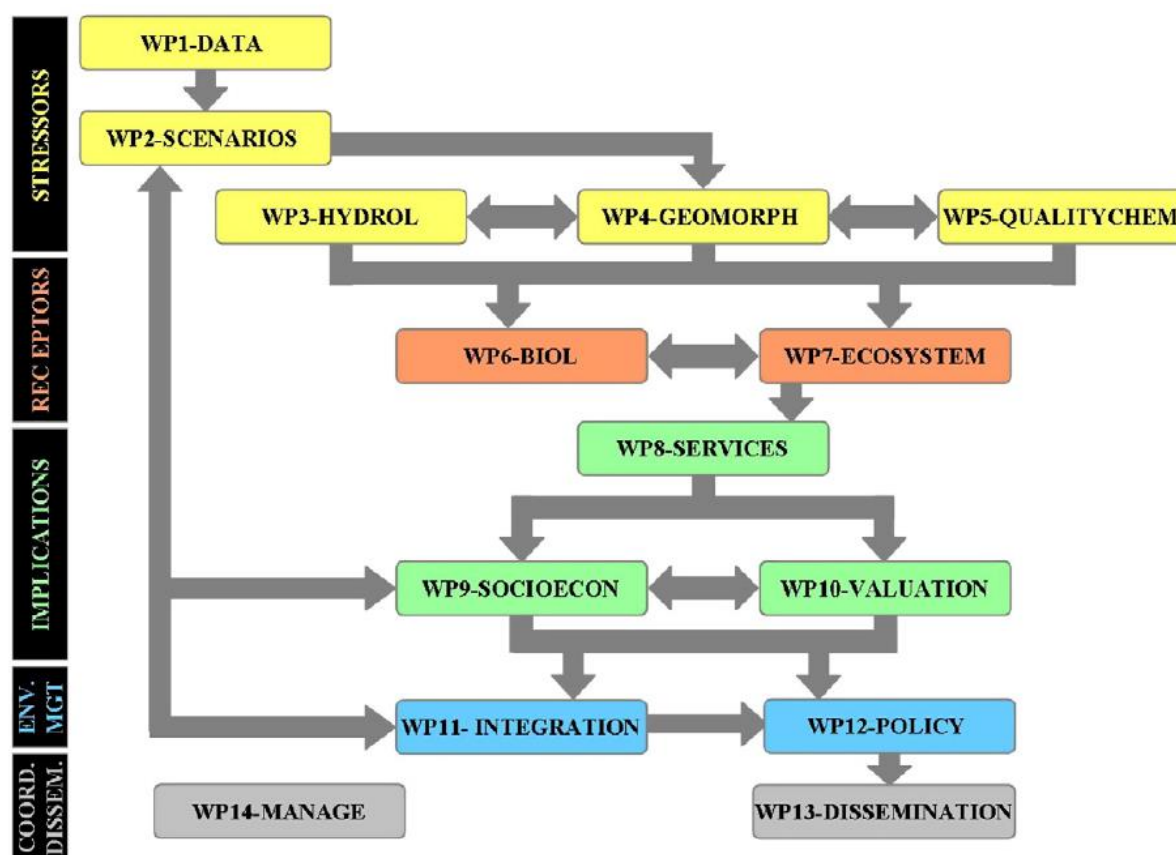 STRESSORS
WP1-DATA
WP2-SCENARIOS
WP3-HYDROL
WP4-GEOMORPH
WP5-QUALITYCHEM
REC EPTORS
WP6-BIOL
WP7-ECOSYSTEM
IMPLICATIONS
WP8-SERVICES
WP9-SOCIOECON
WP10-VALUATION
ENV.
MGT
WP11- INTEGRATION
WP12-POLICY
COORD.
DISSEM.
WP14-MANAGE
WP13-DISSEMINATION